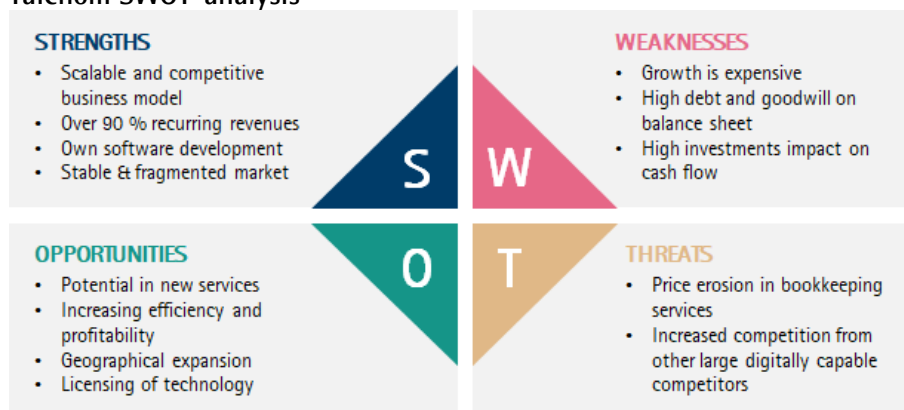 Talenom SWOT analysis
STRENGTHS
• Scalable and competitive
business model
• Over 90 % recurring revenues
• Own software development
• Stable & fragmented market
S
WEAKNESSES
• Growth is expensive
• High debt and goodwill on
balance sheet
• High investments impact on
cash flow
W
OPPORTUNITIES
• Potential in new services
• Increasing efficiency and
profitability
• Geographical expansion
• Licensing of technology
O
THREATS
• Price erosion in bookkeeping
services
• Increased competition from
other large digitally capable
competitors
T